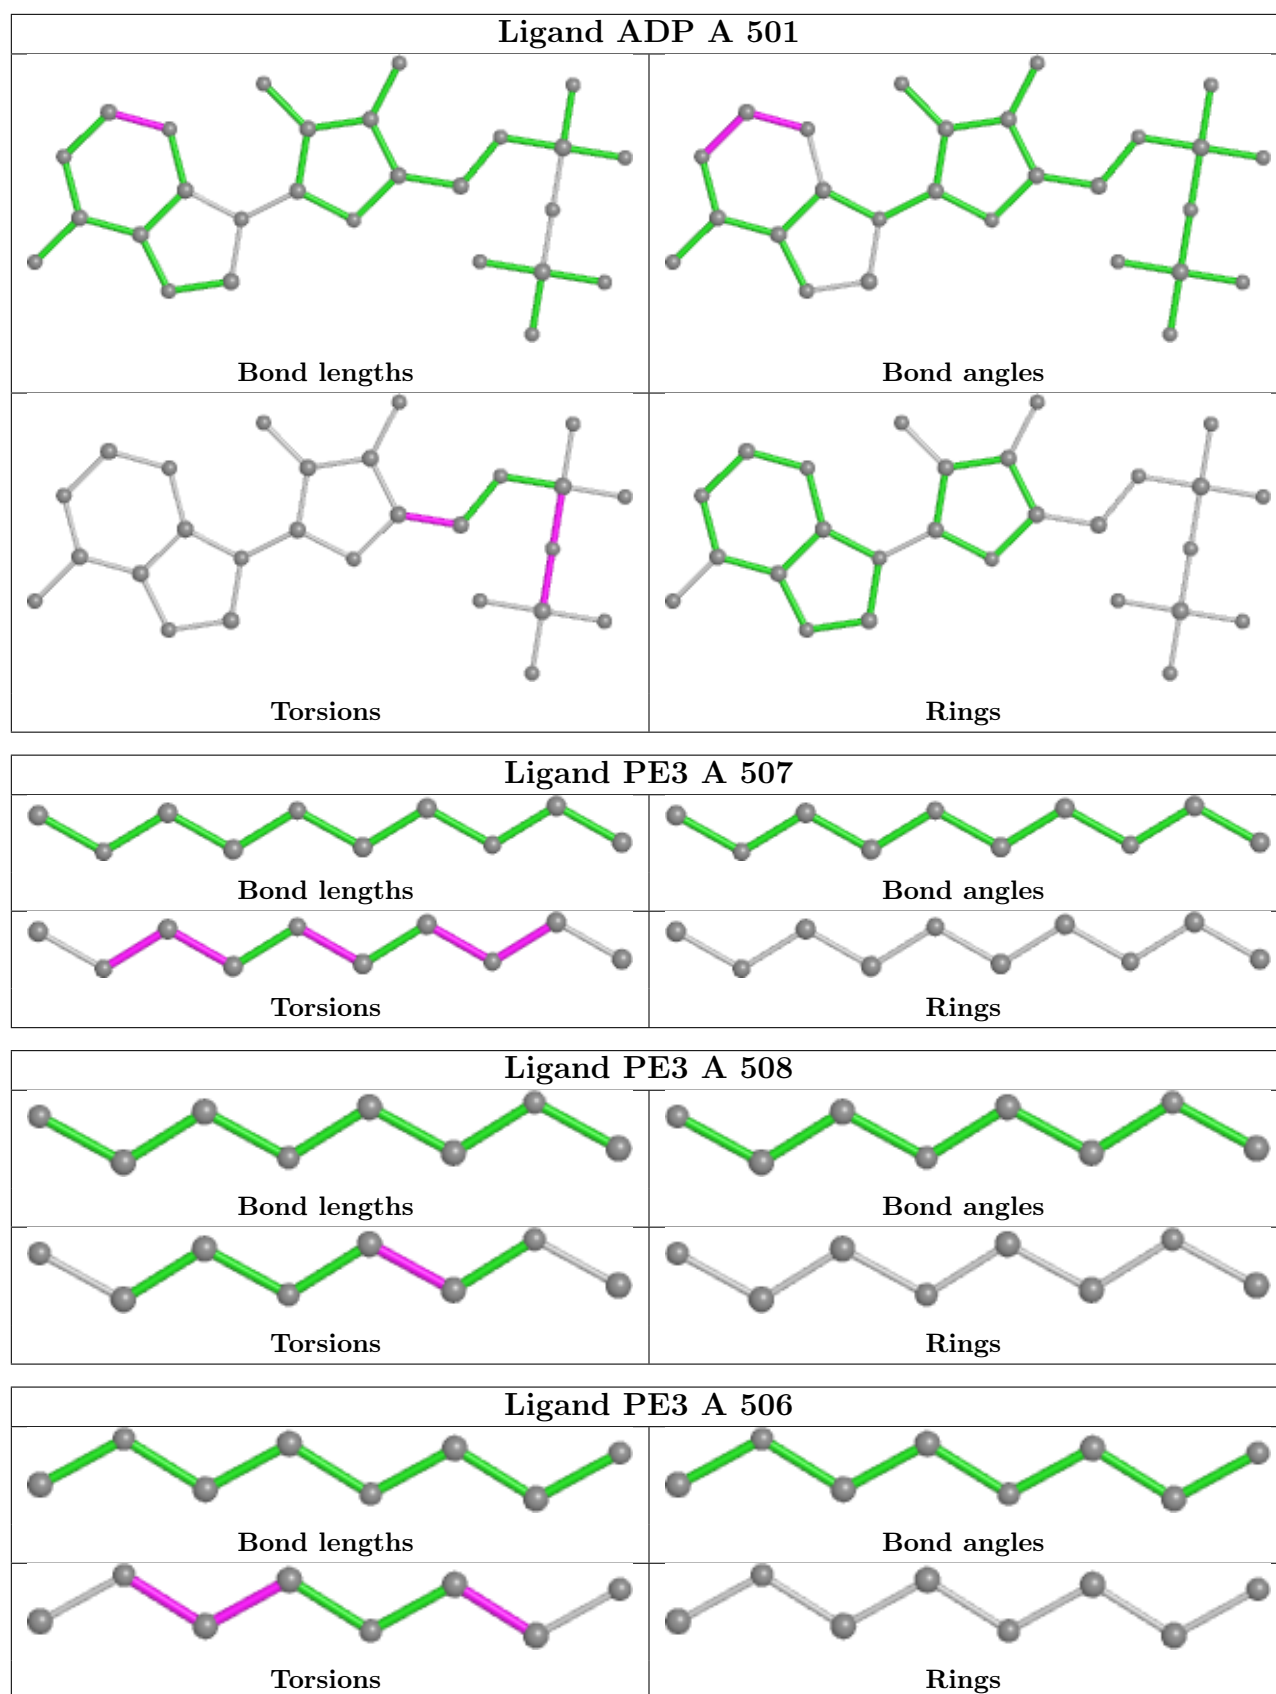 Ligand ADP A 501
Bond lengths
Bond angles
Torsions
Rings
Ligand PE3 A 507
Bond lengths
Bond angles
Torsions
Rings
Ligand PE3 A 508
Bond lengths
Bond angles
Torsions
Rings
Ligand PE3 A 506
Bond lengths
Bond angles
Torsions
Rings